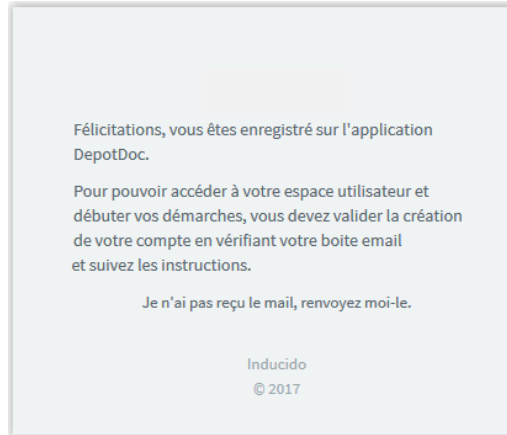 Félicitations, vous êtes enregistré sur l'application
DepotDoc.
Pour pouvoir accéder à votre espace utilisateur et
débuter vos démarches, vous devez valider la création
de votre compte en vérifiant votre boite email
et suivez les instructions.
Je n'ai pas reçu le mail, renvoyez moi-le.
Inducido
© 2017